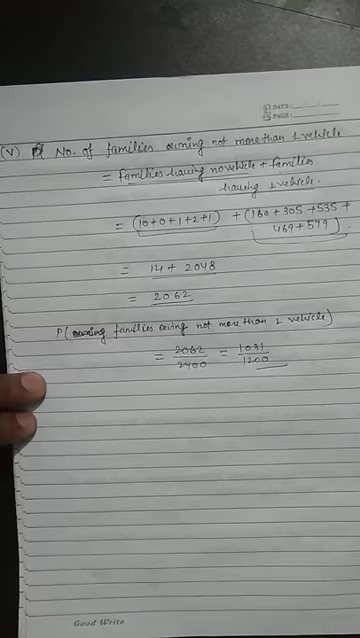 DATE: / /
PAGE:
(V) No. of families owning not more than 1 vehicle
= Families having no vehicle + families
having 1 vehicle.
= (10+0+1+2+1) + (160 + 305 +535 +
469 + 579).
= 14 + 2048
= 2062
P( families owing not more than 1 vehicle)
= 2062/2400 = 1031/1200
Good Write